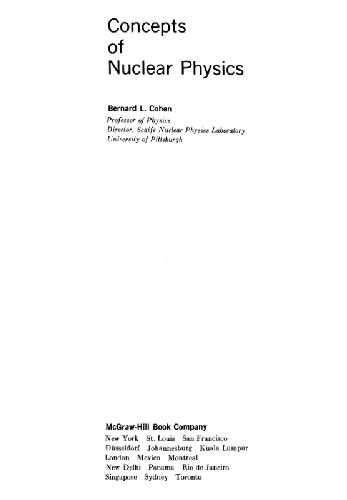 Concepts
of
Nuclear Physics
Bernard L. Cohen
Professor of Physics
Director, Scaife Nuclear Physics Laboratory
University of Pittsburgh
McGraw-Hill Book Company
New York St. Louis San Francisco
Düsseldorf Johannesburg Kuala Lumpur
London Mexico Montreal
New Delhi Panama Rio de Janeiro
Singapore Sydney Toronto